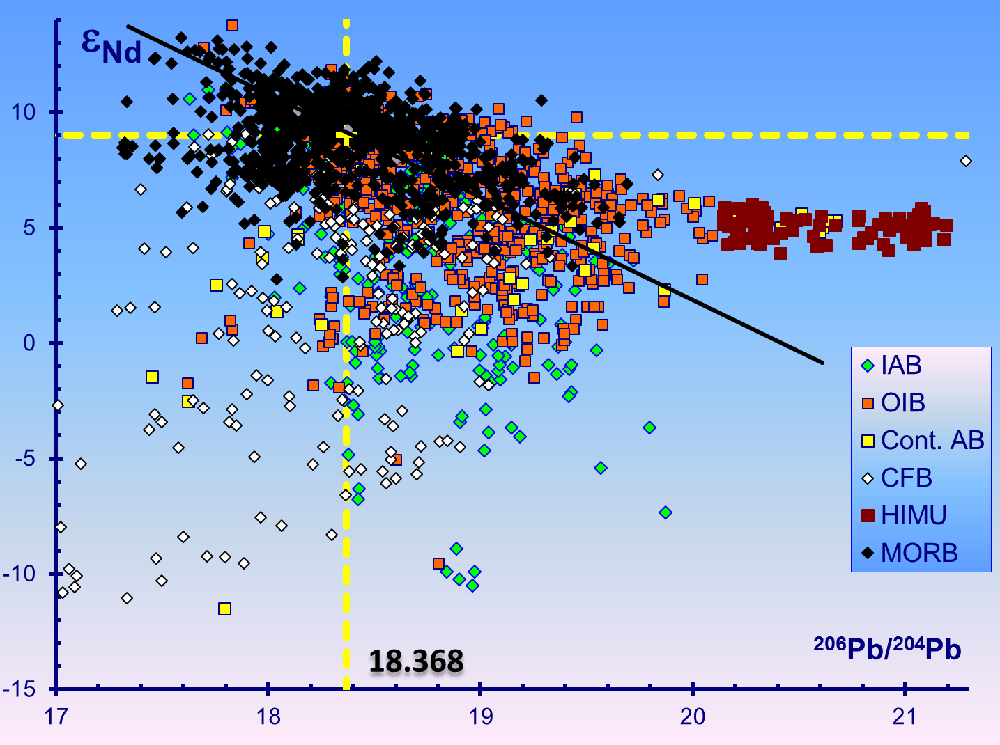 εNd
10
5
0
-5
-10
-15
IAB
OIB
Cont. AB
CFB
HIMU
MORB
²⁰⁶Pb/²⁰⁴Pb
18.368
17 18 19 20 21